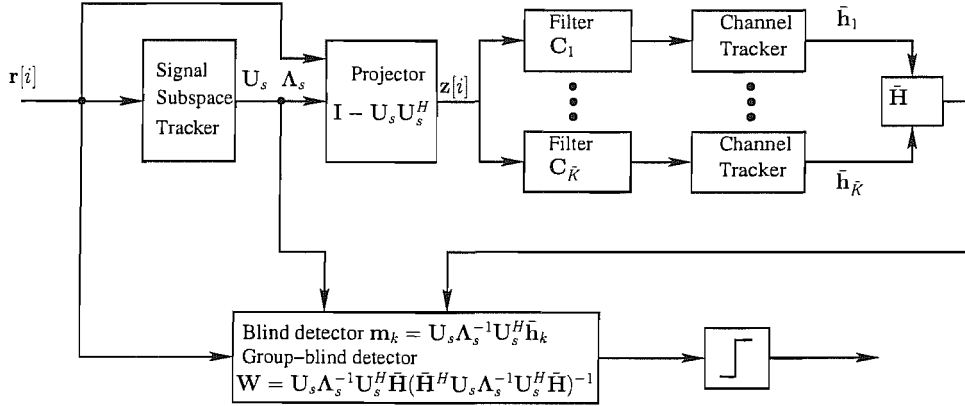 r[i]
Signal
Subspace
Tracker
U_s Λ_s
Projector
I − U_s U_s^H
z[i]
Filter
C_1
Channel
Tracker
h̄_1
Filter
C_K̃
Channel
Tracker
h̄_K̃
H̄
Blind detector m_k = U_s Λ_s^{-1} U_s^H h̄_k
Group−blind detector
W = U_s Λ_s^{-1} U_s^H H̄(H̄^H U_s Λ_s^{-1} U_s^H H̄)^{-1}